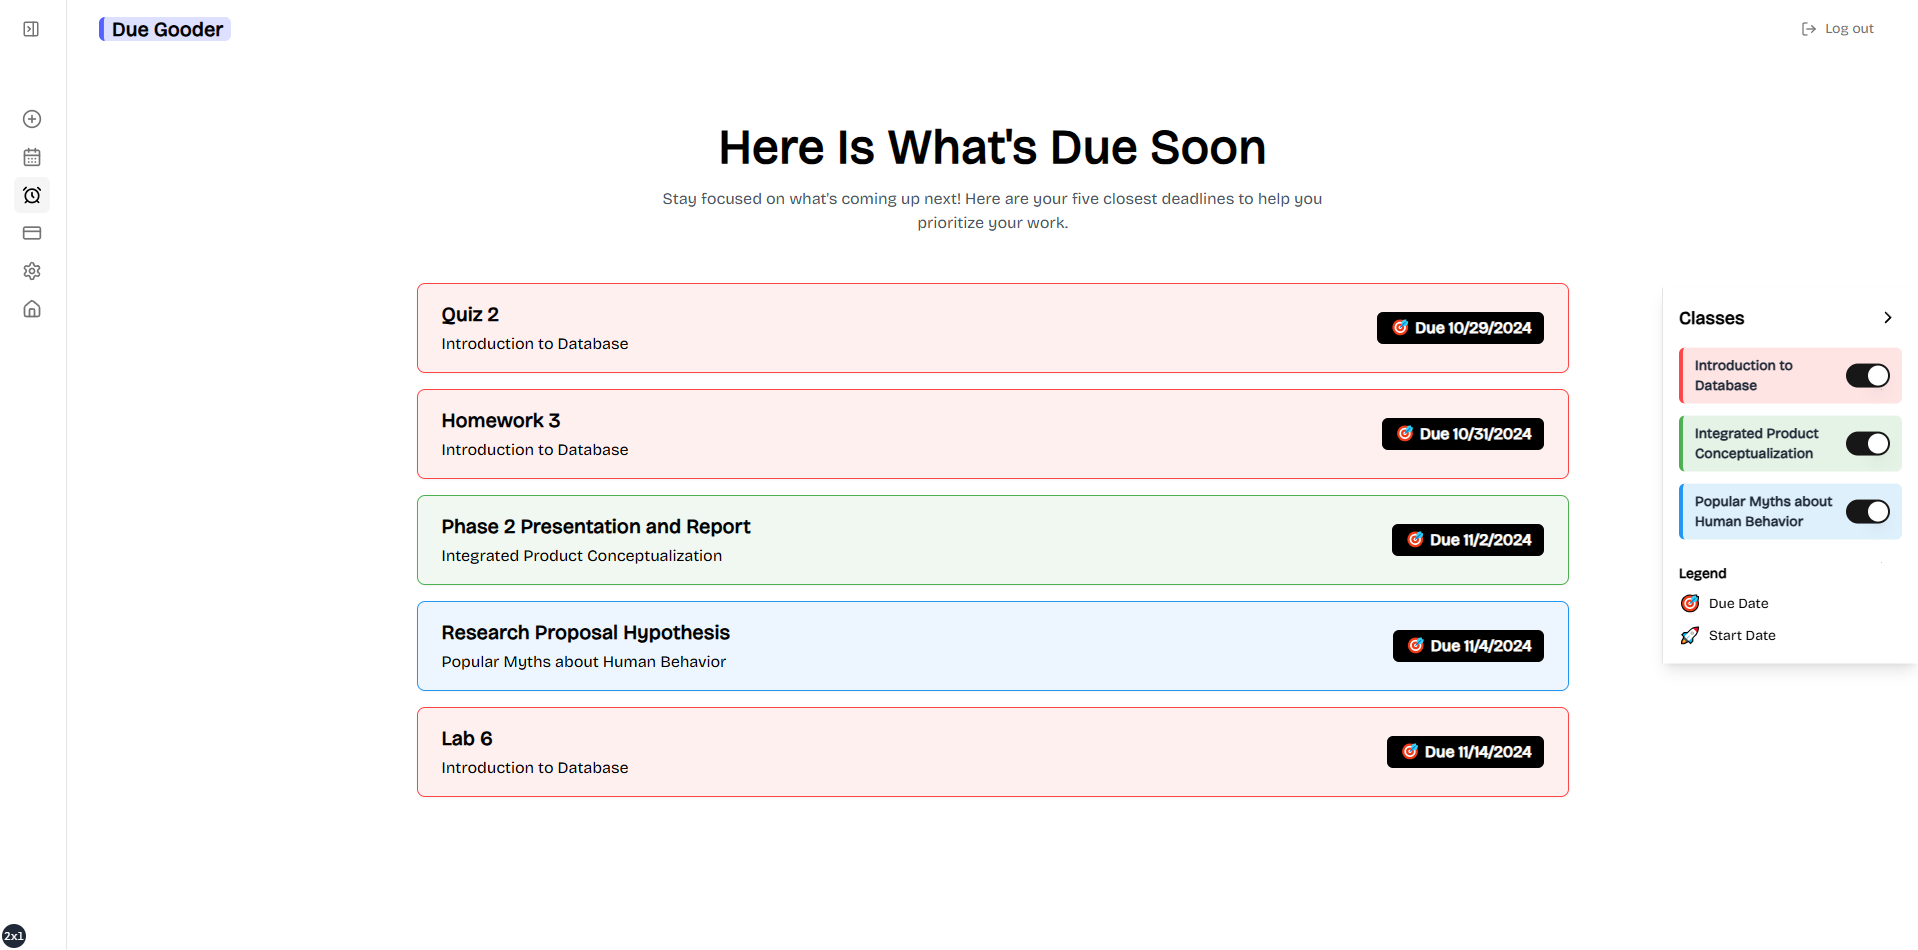 Due Gooder
Log out
Here Is What's Due Soon
Stay focused on what's coming up next! Here are your five closest deadlines to help you
prioritize your work.
Quiz 2
Introduction to Database
Due 10/29/2024
Homework 3
Introduction to Database
Due 10/31/2024
Phase 2 Presentation and Report
Integrated Product Conceptualization
Due 11/2/2024
Research Proposal Hypothesis
Popular Myths about Human Behavior
Due 11/4/2024
Lab 6
Introduction to Database
Due 11/14/2024
Classes
Introduction to
Database
Integrated Product
Conceptualization
Popular Myths about
Human Behavior
Legend
Due Date
Start Date
2x1